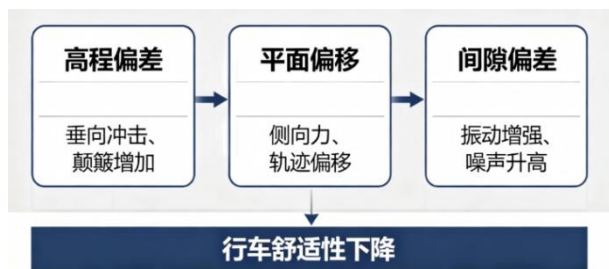 高程偏差
垂向冲击、
颠簸增加
平面偏移
侧向力、
轨迹偏移
间隙偏差
振动增强、
噪声升高
行车舒适性下降